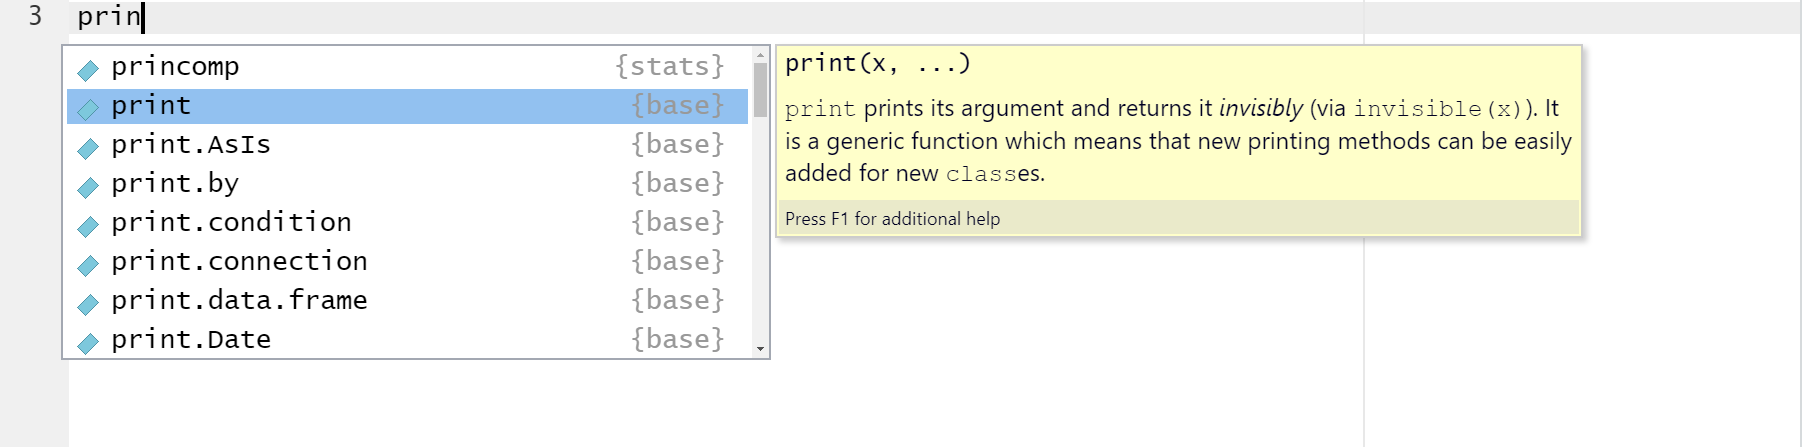 3 prin
princomp {stats}
print {base}
print.AsIs {base}
print.by {base}
print.condition {base}
print.connection {base}
print.data.frame {base}
print.Date {base}
print(x, ...)
print prints its argument and returns it invisibly (via invisible(x)). It
is a generic function which means that new printing methods can be easily
added for new classes.
Press F1 for additional help